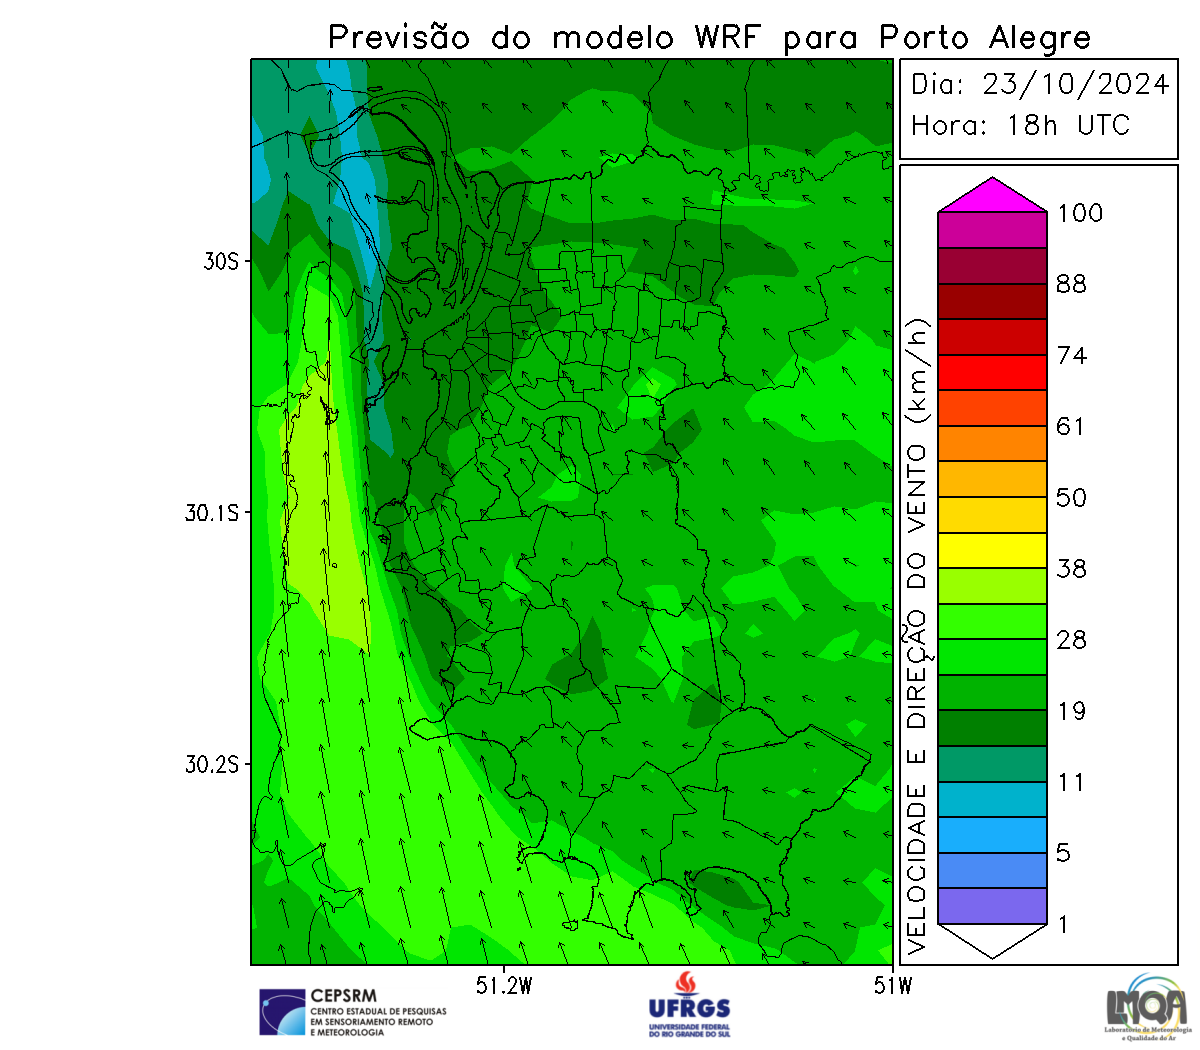 Previsão do modelo WRF para Porto Alegre
Dia: 23/10/2024
Hora: 18h UTC
30S
30.1S
30.2S
51.2W
51W
VELOCIDADE E DIREÇÃO DO VENTO (km/h)
100
88
74
61
50
38
28
19
11
5
1
CEPSRM
CENTRO ESTADUAL DE PESQUISAS
EM SENSORIAMENTO REMOTO
E METEOROLOGIA
UFRGS
UNIVERSIDADE FEDERAL
DO RIO GRANDE DO SUL
LMQA
Laboratório de Meteorologia
e Qualidade do Ar